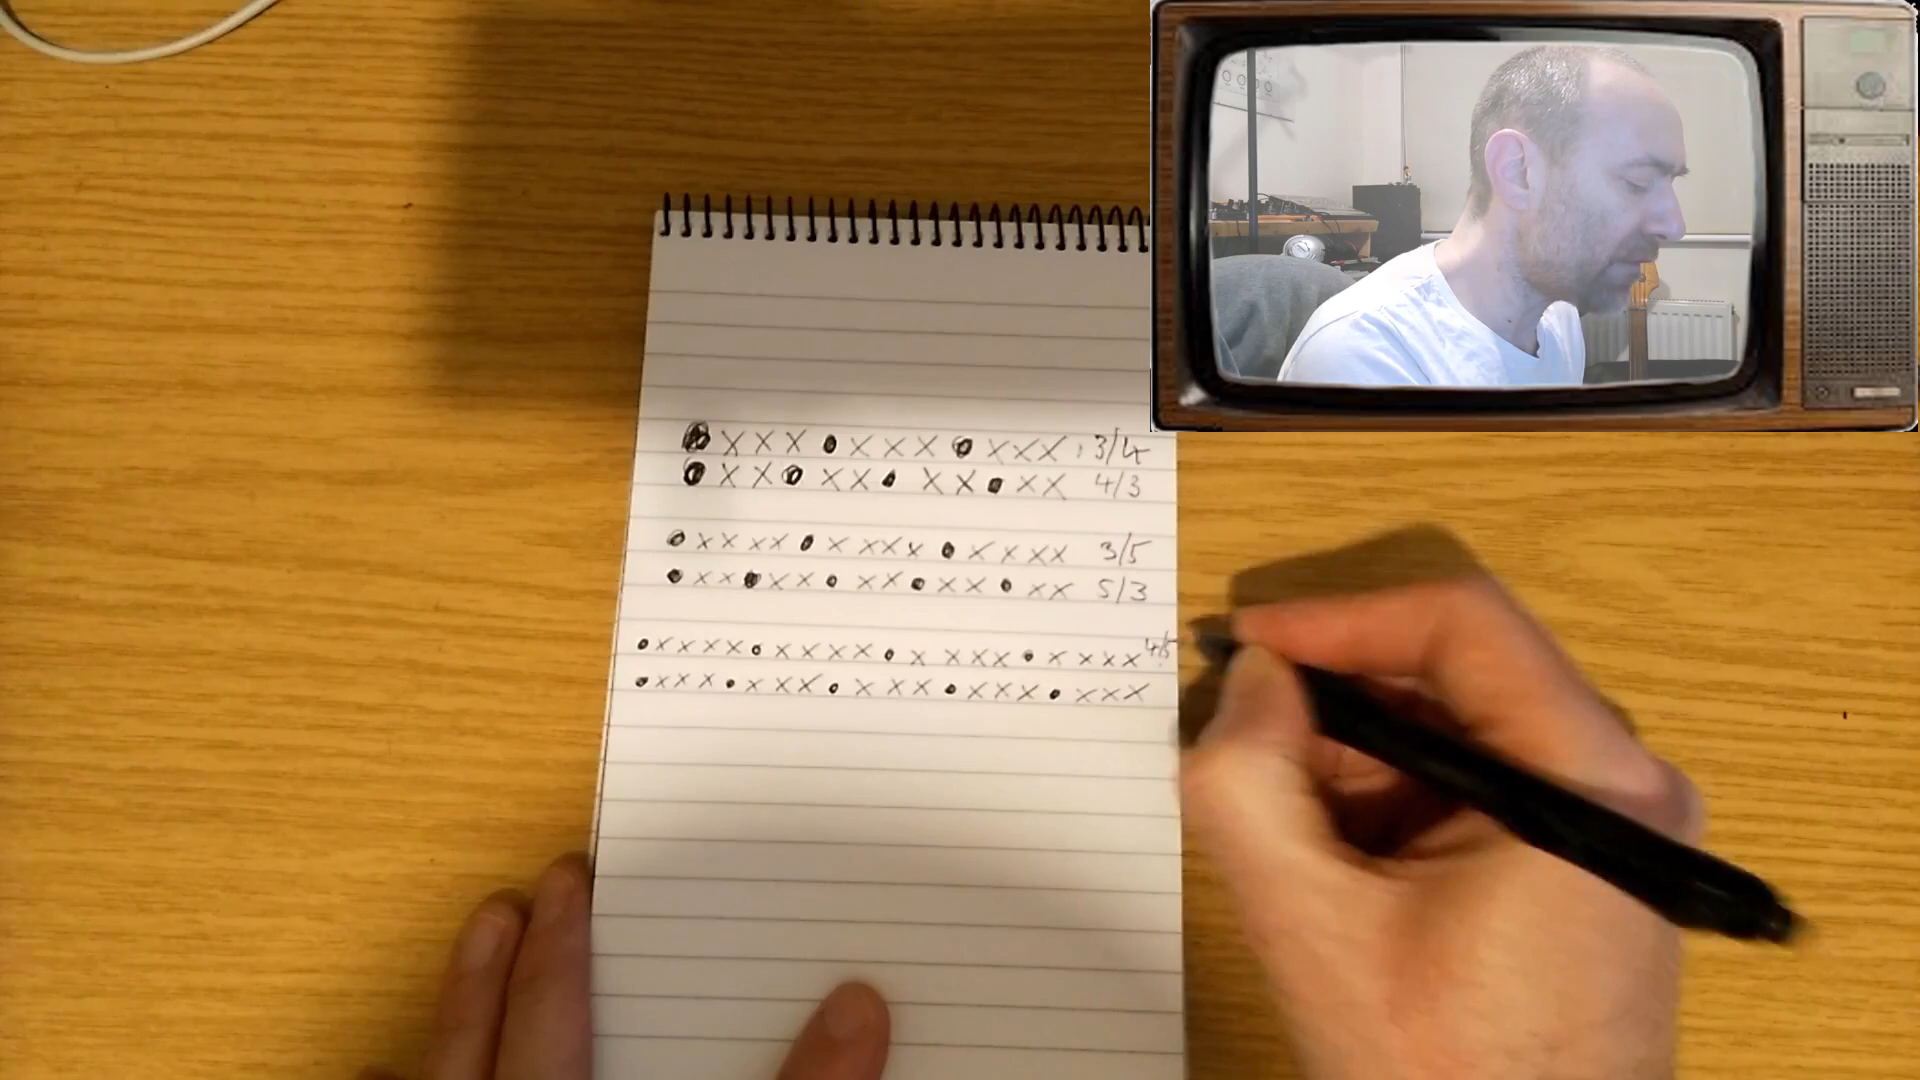 ● X X X ● X X X ● X X X 3/4
● X X ● X X ● X X ● X X 4/3
● X X X X ● X X X X ● X X X X 3/5
● X X ● X X ● X X ● X X ● X X 5/3
● X X X X ● X X X X ● X X X X ● X X X X 4/5
● X X X ● X X X ● X X X ● X X X ● X X X